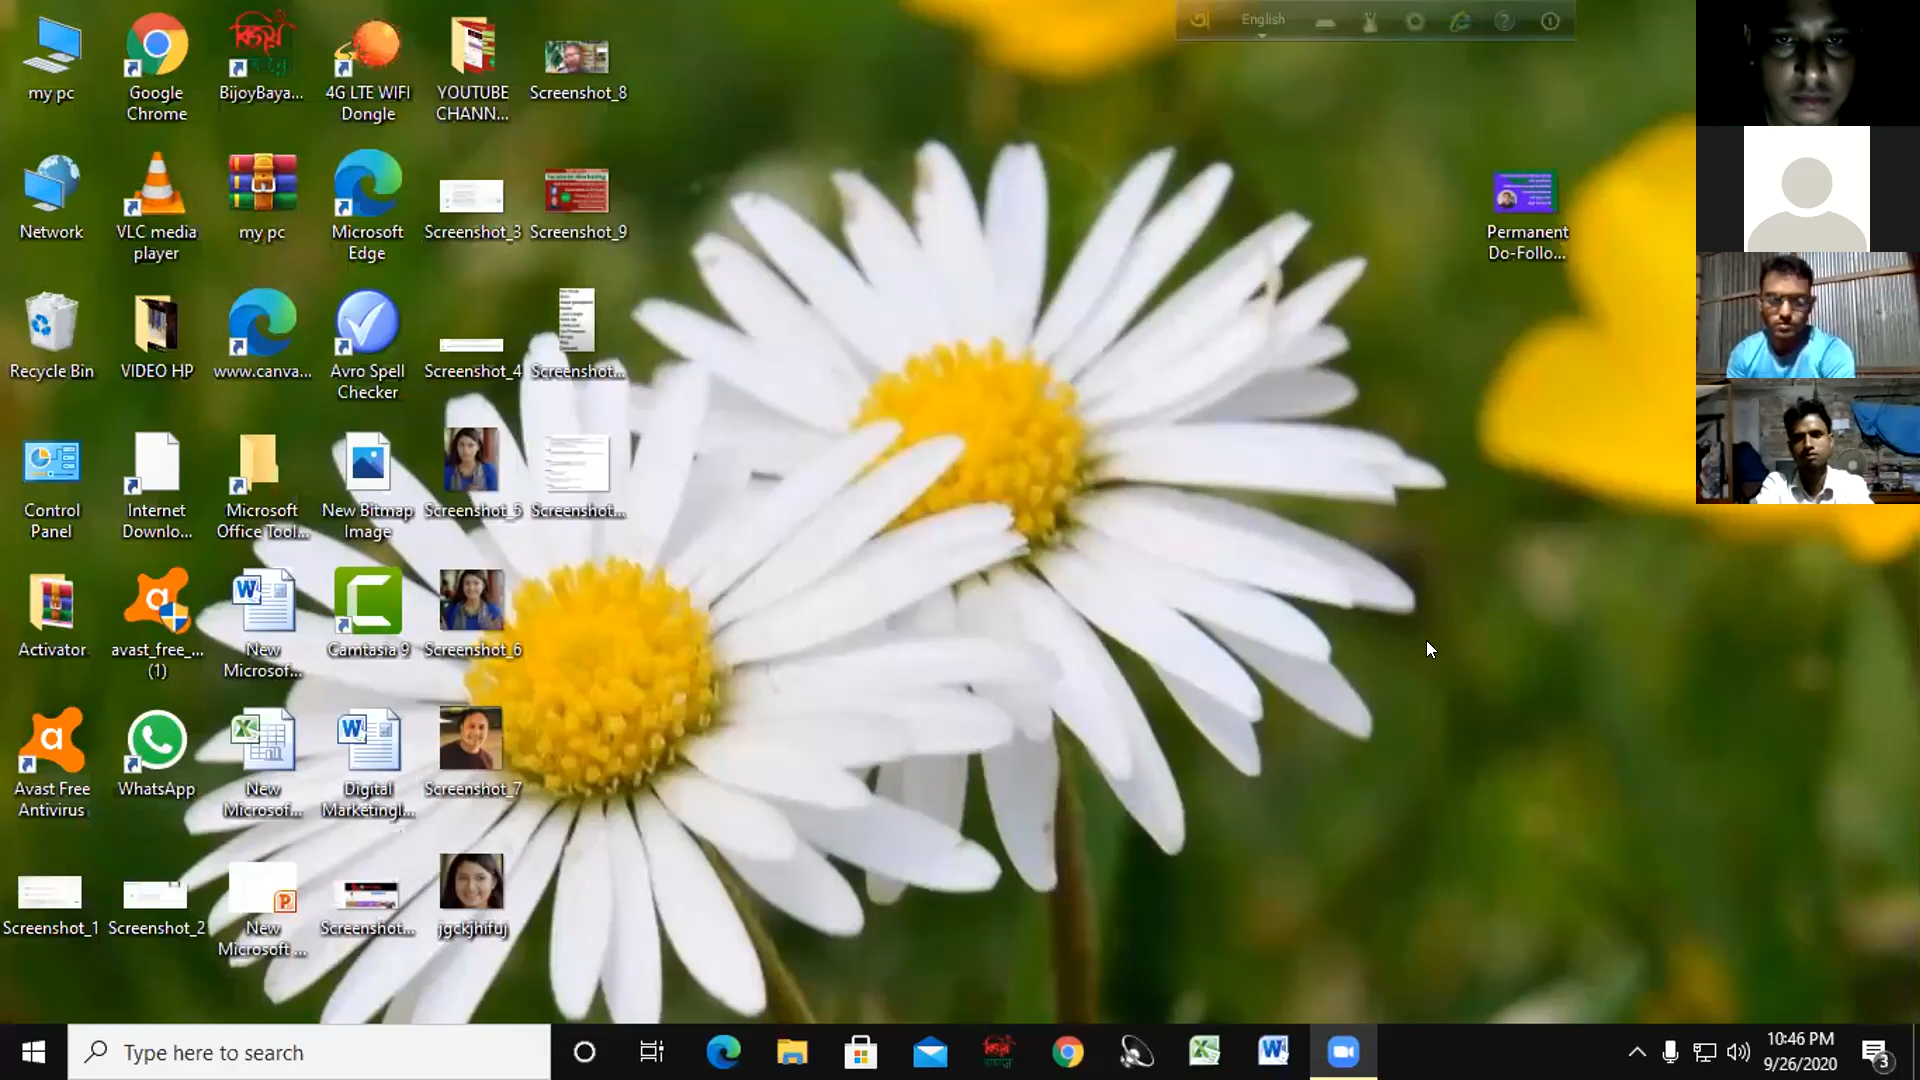 English
my pc
Google
Chrome
BijoyBaya...
4G LTE WIFI
Dongle
YOUTUBE
CHANN...
Screenshot_8
Network
VLC media
player
my pc
Microsoft
Edge
Screenshot_3
Screenshot_9
Permanent
Do-Follo...
Recycle Bin
VIDEO HP
www.canva...
Avro Spell
Checker
Screenshot_4
Screenshot...
Control
Panel
Internet
Downlo...
Microsoft
Office Tool...
New Bitmap
Image
Screenshot_5
Screenshot...
Activator
avast_free_...
(1)
New
Microsof...
Camtasia 9
Screenshot_6
Avast Free
Antivirus
WhatsApp
New
Microsof...
Digital
MarketingI...
Screenshot_7
Screenshot_1
Screenshot_2
New
Microsoft ...
Screenshot...
jgckjhifuj
Type here to search
10:46 PM
9/26/2020
3